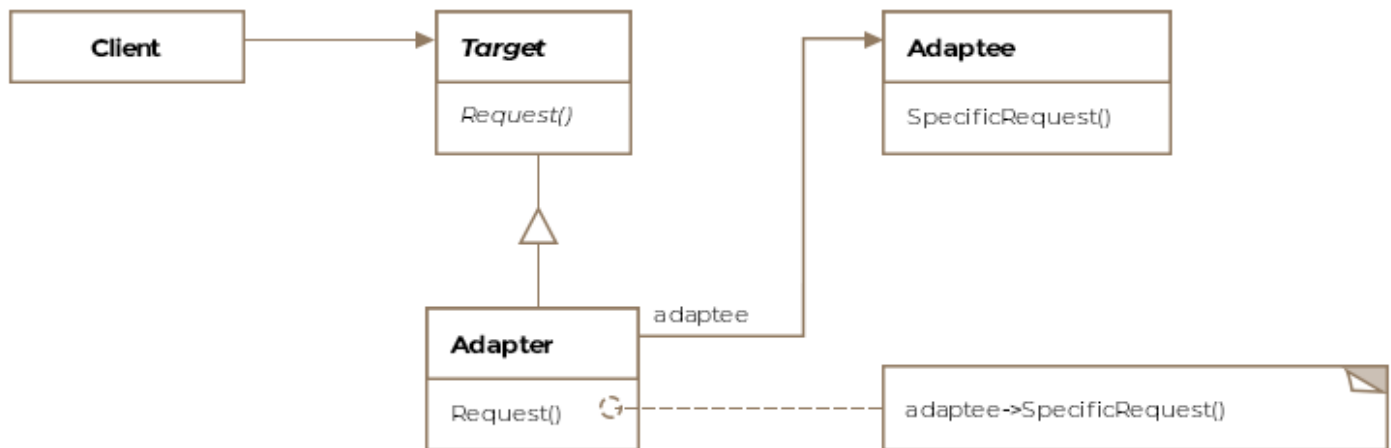 Client
Target
Request()
Adaptee
SpecificRequest()
adaptee
Adapter
Request()
adaptee->SpecificRequest()